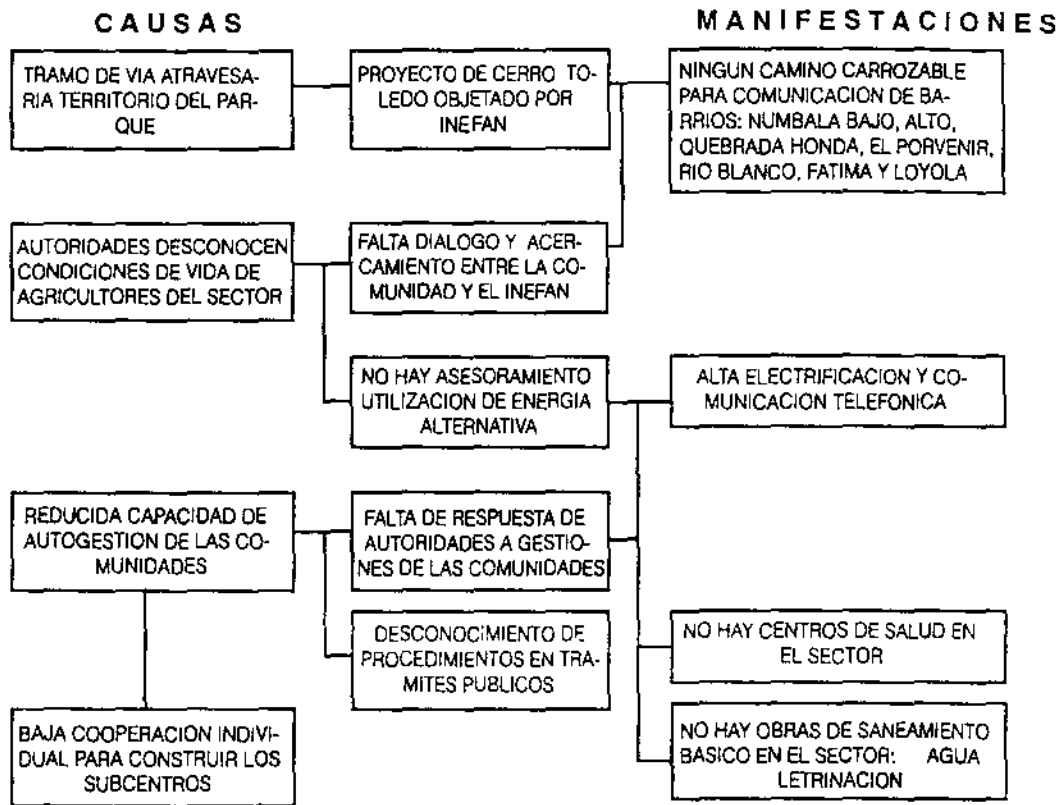 CAUSAS
MANIFESTACIONES
TRAMO DE VIA ATRAVESA-
RIA TERRITORIO DEL PAR-
QUE
PROYECTO DE CERRO TO-
LEDO OBJETADO POR
INEFAN
NINGUN CAMINO CARROZABLE
PARA COMUNICACION DE BA-
RRIOS: NUMBALA BAJO, ALTO,
QUEBRADA HONDA, EL PORVENIR,
RIO BLANCO, FATIMA Y LOYOLA
AUTORIDADES DESCONOCEN
CONDICIONES DE VIDA DE
AGRICULTORES DEL SECTOR
FALTA DIALOGO Y ACER-
CAMIENTO ENTRE LA CO-
MUNIDAD Y EL INEFAN
NO HAY ASESORAMIENTO
UTILIZACION DE ENERGIA
ALTERNATIVA
ALTA ELECTRIFICACION Y CO-
MUNICACION TELEFONICA
REDUCIDA CAPACIDAD DE
AUTOGESTION DE LAS CO-
MUNIDADES
FALTA DE RESPUESTA DE
AUTORIDADES A GESTIO-
NES DE LAS COMUNIDADES
DESCONOCIMIENTO DE
PROCEDIMIENTOS EN TRA-
MITES PUBLICOS
NO HAY CENTROS DE SALUD EN
EL SECTOR
BAJA COOPERACION INDIVI-
DUAL PARA CONSTRUIR LOS
SUBCENTROS
NO HAY OBRAS DE SANEAMIENTO
BASICO EN EL SECTOR: AGUA
LETRINACION